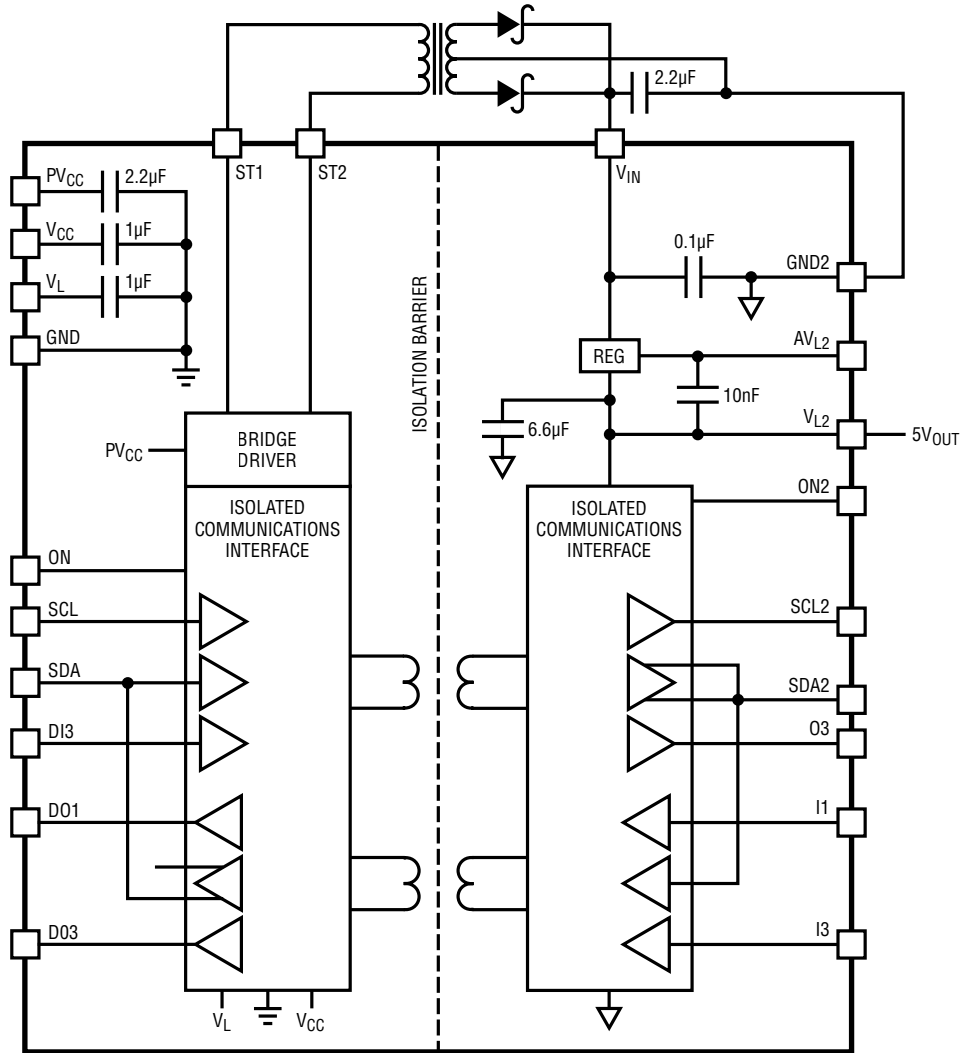 2.2µF
ST1
ST2
VIN
PVCC
2.2µF
VCC
1µF
VL
1µF
GND
0.1µF
GND2
ISOLATION BARRIER
REG
AVL2
10nF
6.6µF
VL2
5VOUT
PVCC
BRIDGE
DRIVER
ON2
ISOLATED
COMMUNICATIONS
INTERFACE
ISOLATED
COMMUNICATIONS
INTERFACE
ON
SCL
SCL2
SDA
SDA2
DI3
O3
DO1
I1
DO3
I3
VL
VCC